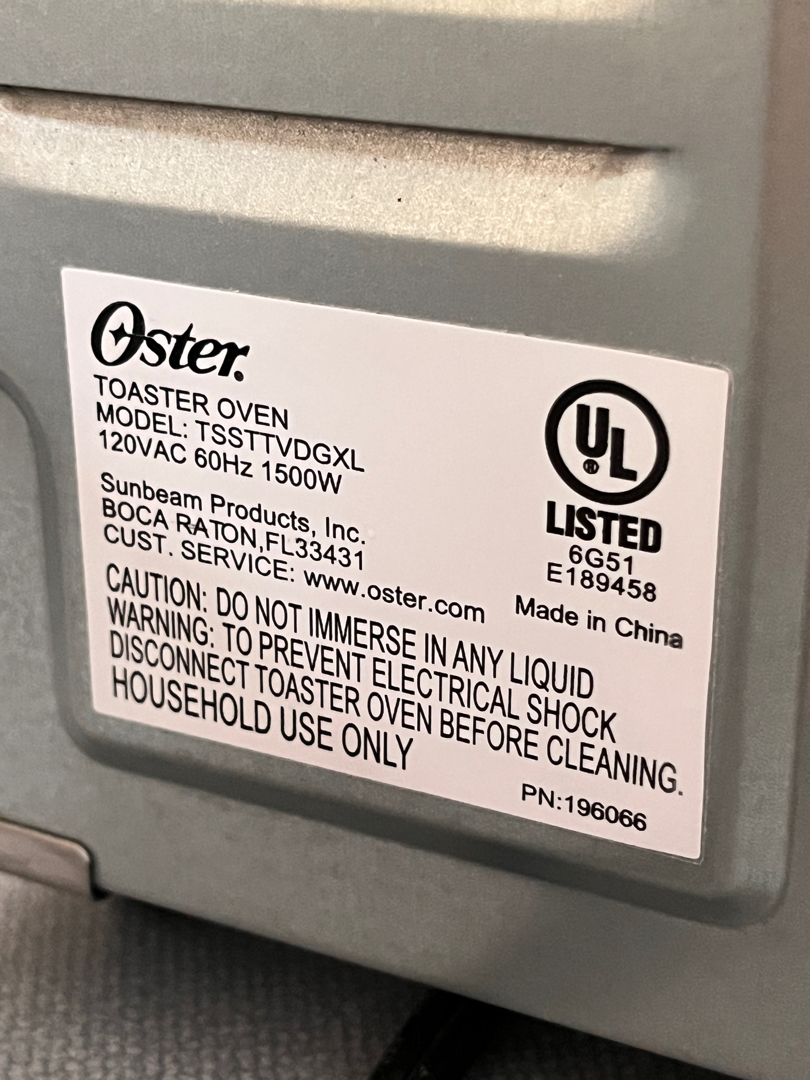 Oster®
TOASTER OVEN
MODEL: TSSTTVDGXL
120VAC 60Hz 1500W
Sunbeam Products, Inc.
BOCA RATON,FL33431
CUST. SERVICE: www.oster.com
UL®
LISTED
6G51
E189458
Made in China
CAUTION: DO NOT IMMERSE IN ANY LIQUID
WARNING: TO PREVENT ELECTRICAL SHOCK
DISCONNECT TOASTER OVEN BEFORE CLEANING.
HOUSEHOLD USE ONLY
PN:196066